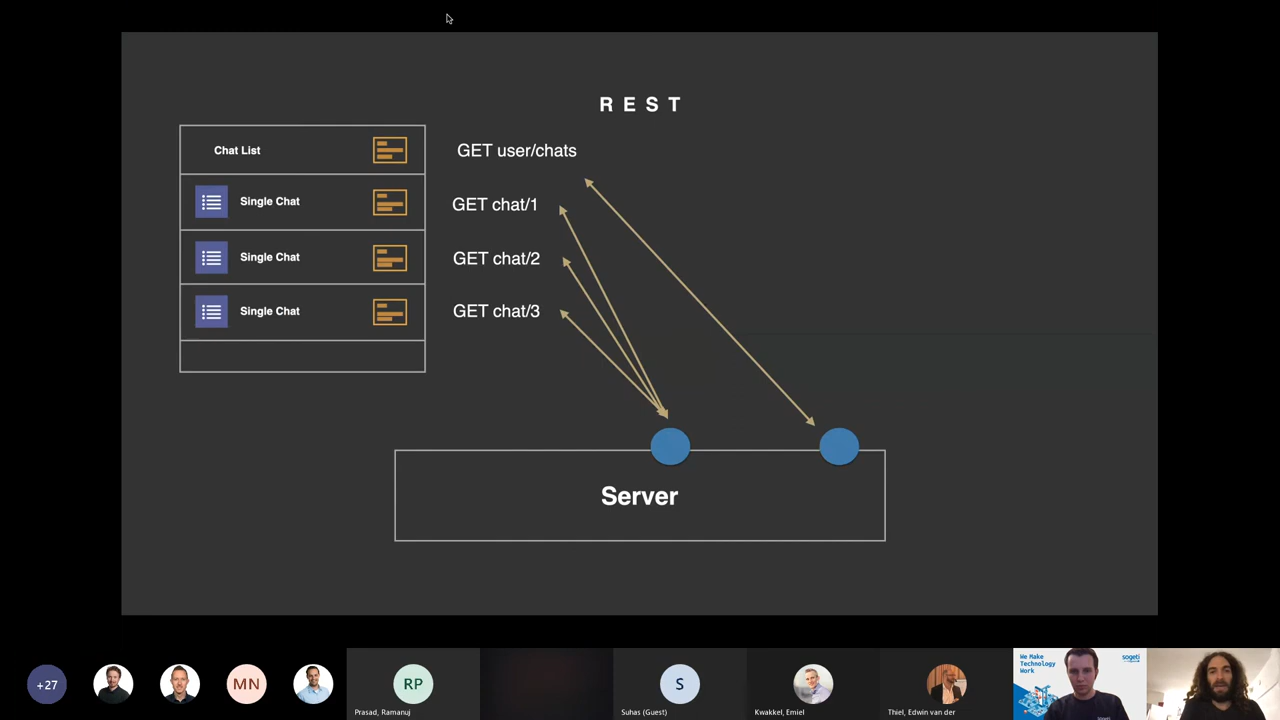 R E S T
Chat List
GET user/chats
Single Chat
GET chat/1
Single Chat
GET chat/2
Single Chat
GET chat/3
Server
+27
MN
RP
Prasad, Ramanuj
S
Suhas (Guest)
Kwakkel, Emiel
Thiel, Edwin van der
We Make
Technology
Work
sogeti
sogeti